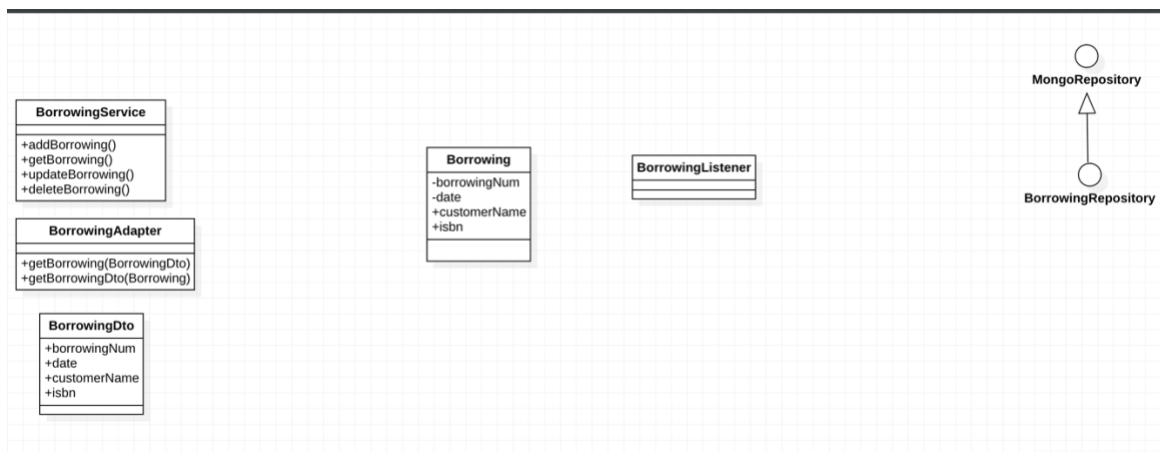 BorrowingService
+addBorrowing()
+getBorrowing()
+updateBorrowing()
+deleteBorrowing()
BorrowingAdapter
+getBorrowing(BorrowingDto)
+getBorrowingDto(Borrowing)
BorrowingDto
+borrowingNum
+date
+customerName
+isbn
Borrowing
-borrowingNum
-date
+customerName
+isbn
BorrowingListener
MongoRepository
BorrowingRepository